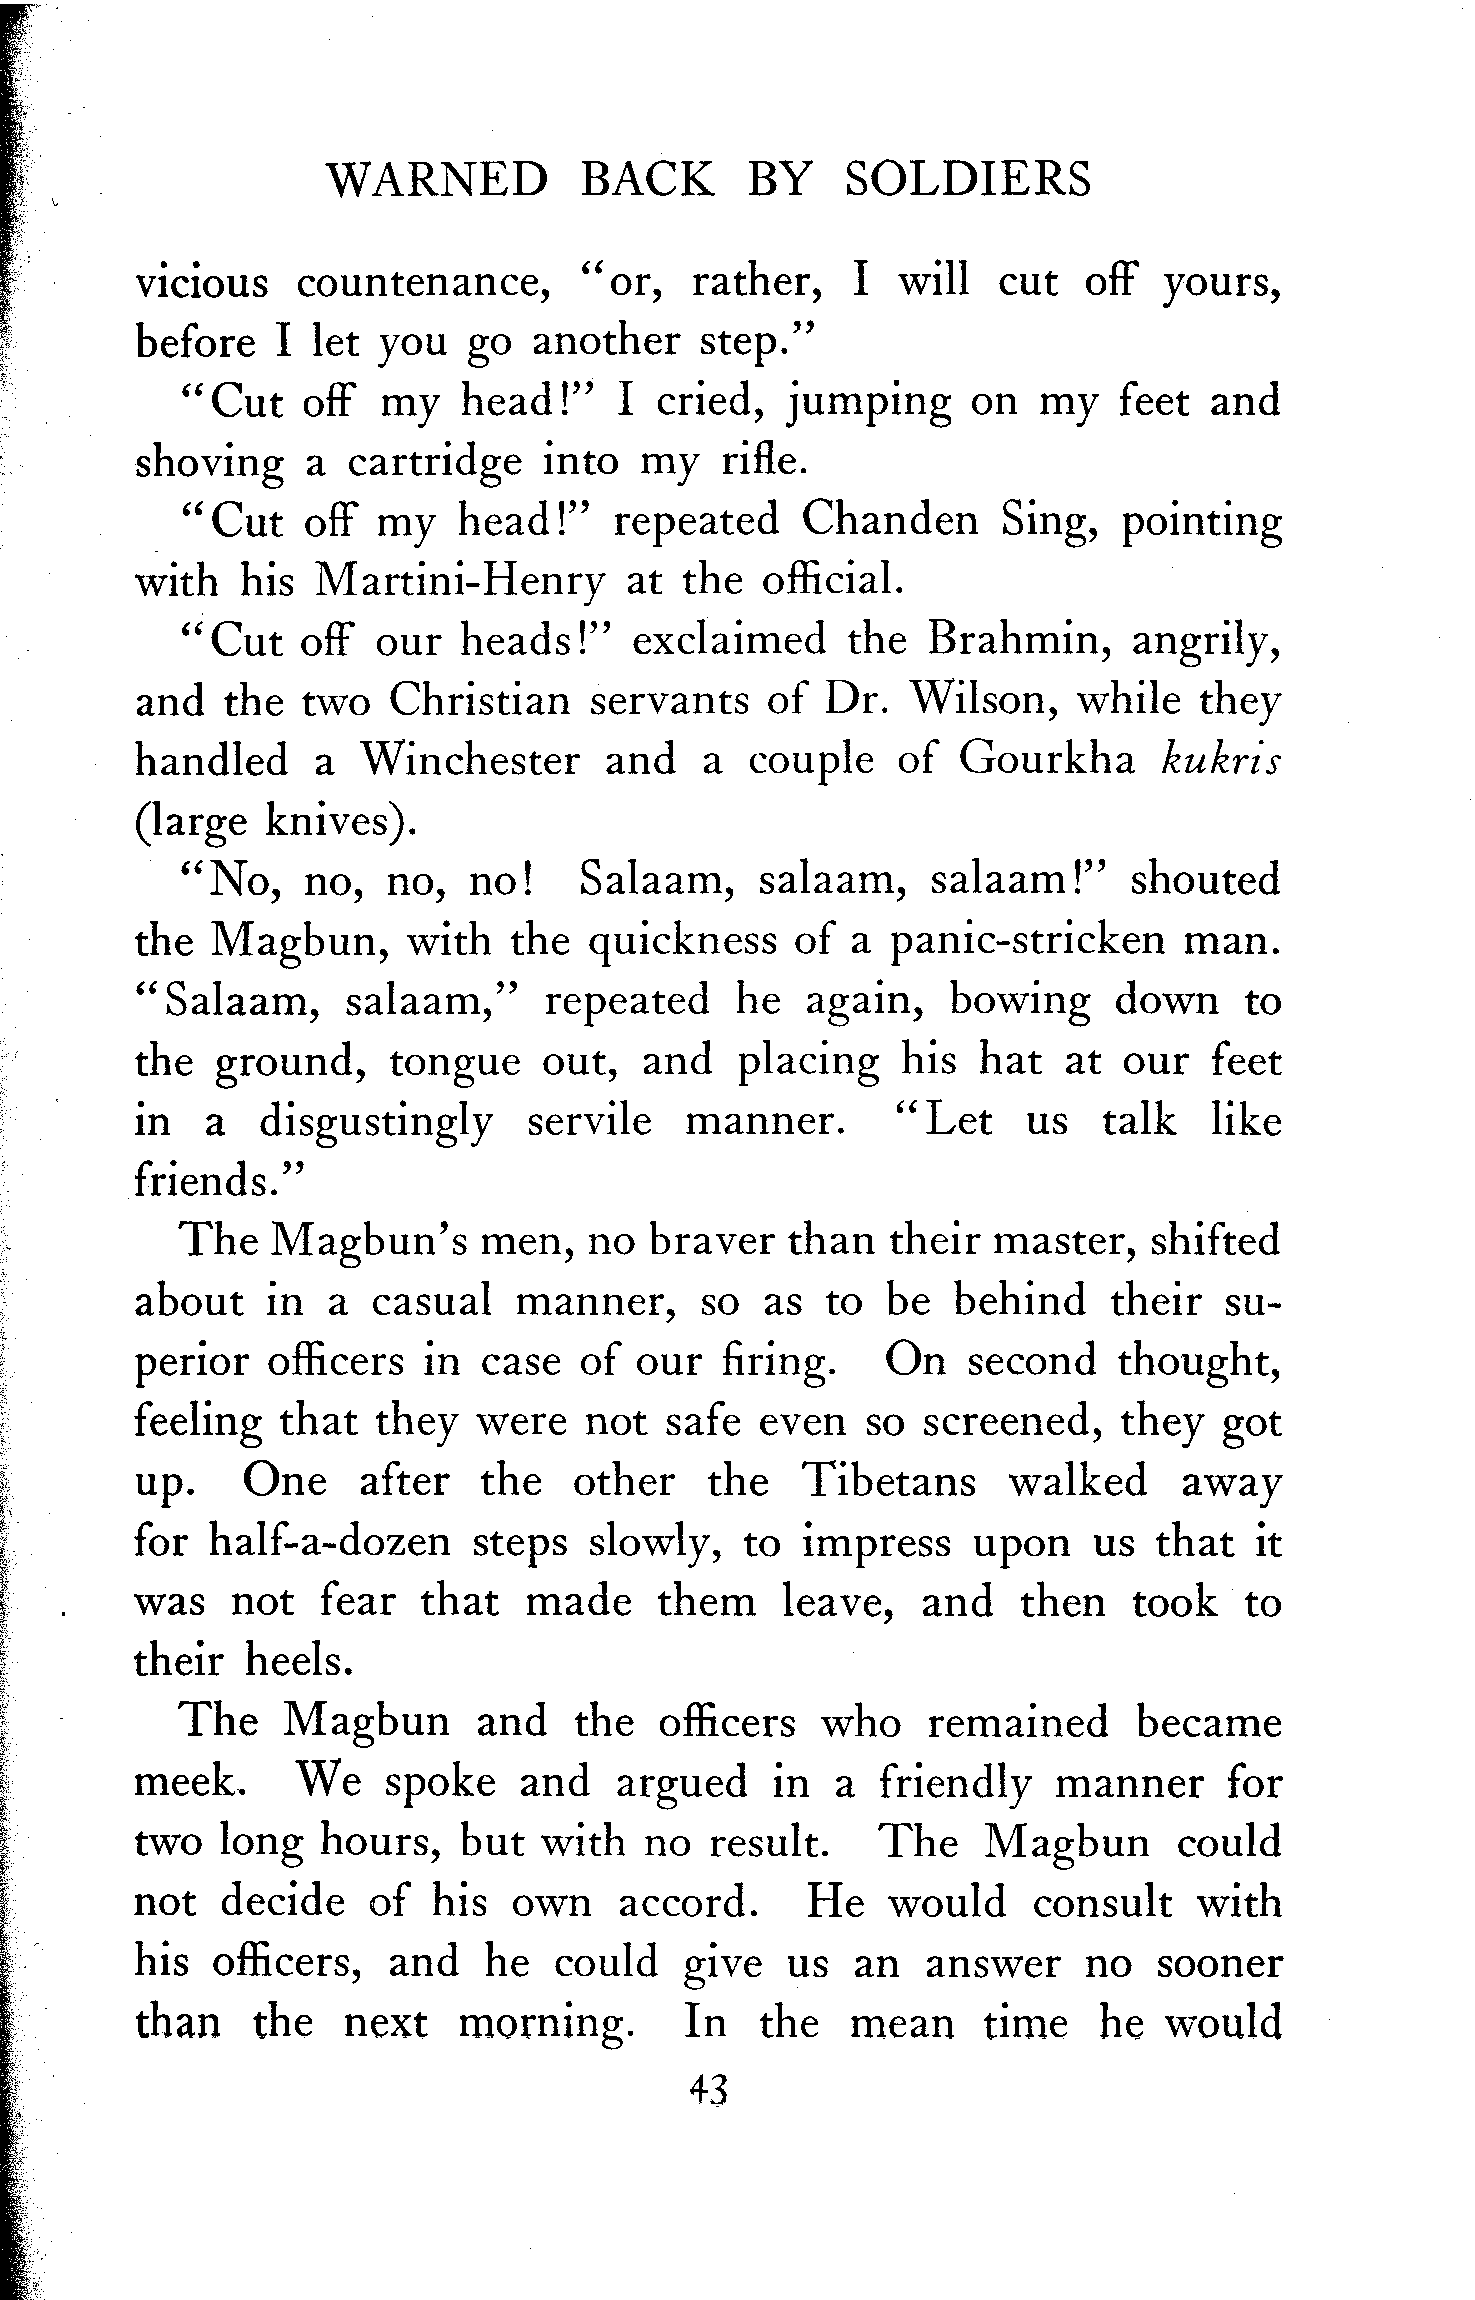 WARNED BACK BY SOLDIERS
vicious countenance, "or, rather, I will cut off yours,
before I let you go another step."
"Cut off my head!" I cried, jumping on my feet and
shoving a cartridge into my rifle.
"Cut off my head!" repeated Chanden Sing, pointing
with his Martini-Henry at the official.
"Cut off our heads!" exclaimed the Brahmin, angrily,
and the two Christian servants of Dr. Wilson, while they
handled a Winchester and a couple of Gourkha kukris
(large knives).
"No, no, no, no! Salaam, salaam, salaam!" shouted
the Magbun, with the quickness of a panic-stricken man.
"Salaam, salaam," repeated he again, bowing down to
the ground, tongue out, and placing his hat at our feet
in a disgustingly servile manner. "Let us talk like
friends."
The Magbun's men, no braver than their master, shifted
about in a casual manner, so as to be behind their su-
perior officers in case of our firing. On second thought,
feeling that they were not safe even so screened, they got
up. One after the other the Tibetans walked away
for half-a-dozen steps slowly, to impress upon us that it
was not fear that made them leave, and then took to
their heels.
The Magbun and the officers who remained became
meek. We spoke and argued in a friendly manner for
two long hours, but with no result. The Magbun could
not decide of his own accord. He would consult with
his officers, and he could give us an answer no sooner
than the next morning. In the mean time he would
43